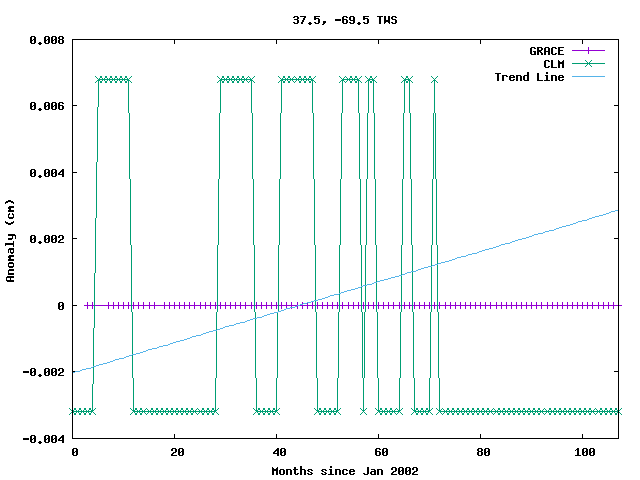 37.5, -69.5 TWS
GRACE
CLM
Trend Line
0.008
0.006
0.004
0.002
0
-0.002
-0.004
Anomaly (cm)
0 20 40 60 80 100
Months since Jan 2002